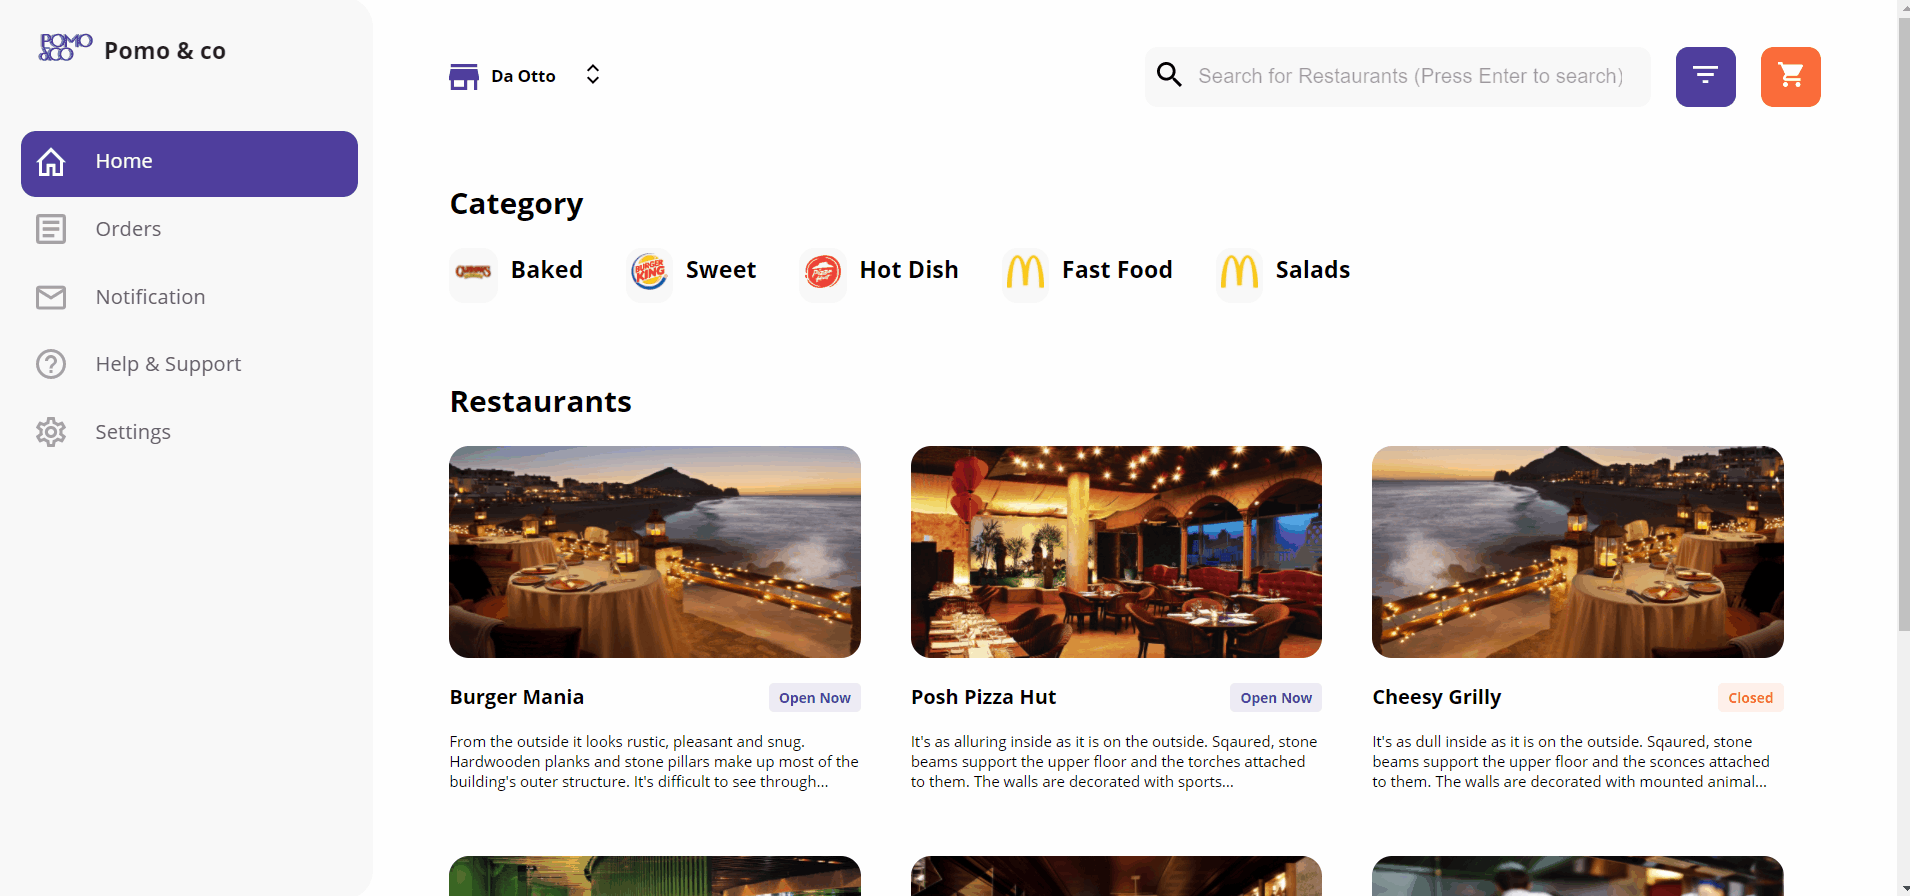 POMO
&CO
Pomo & co
Home
Orders
Notification
Help & Support
Settings
Da Otto
Search for Restaurants (Press Enter to search)
Category
Baked
BURGER
KING
Sweet
Pizza
Hut
Hot Dish
Fast Food
Salads
Restaurants
Burger Mania
Open Now
From the outside it looks rustic, pleasant and snug.
Hardwooden planks and stone pillars make up most of the
building's outer structure. It's difficult to see through...
Posh Pizza Hut
Open Now
It's as alluring inside as it is on the outside. Sqaured, stone
beams support the upper floor and the torches attached
to them. The walls are decorated with sports...
Cheesy Grilly
Closed
It's as dull inside as it is on the outside. Sqaured, stone
beams support the upper floor and the sconces attached
to them. The walls are decorated with mounted animal...